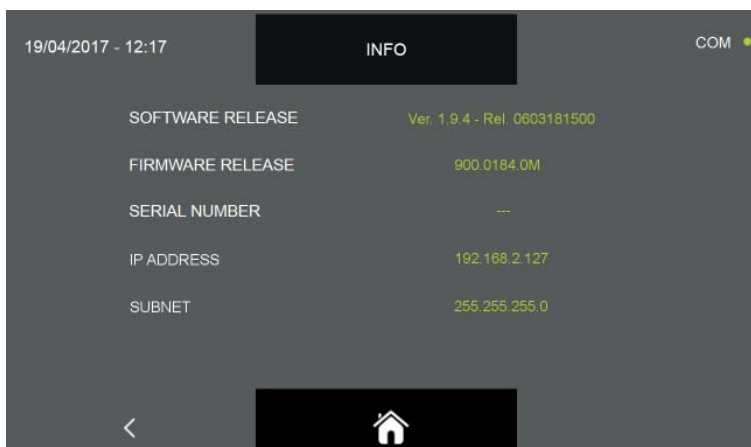 19/04/2017 - 12:17 INFO COM
SOFTWARE RELEASE Ver. 1.9.4 - Rel. 0603181500
FIRMWARE RELEASE 900.0184.0M
SERIAL NUMBER ---
IP ADDRESS 192.168.2.127
SUBNET 255.255.255.0